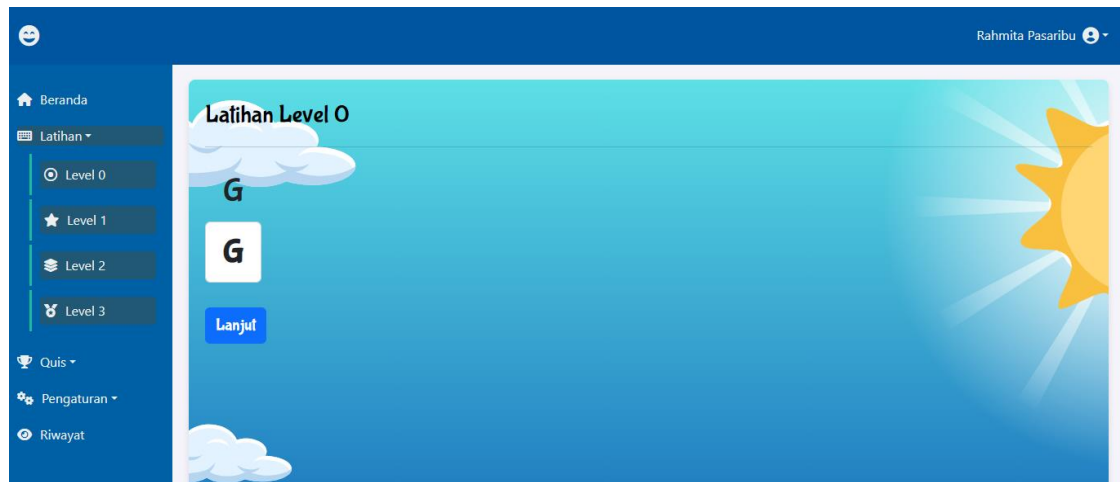 Rahmita Pasaribu
Beranda
Latihan
Level 0
Level 1
Level 2
Level 3
Quis
Pengaturan
Riwayat
Latihan Level 0
G
G
Lanjut